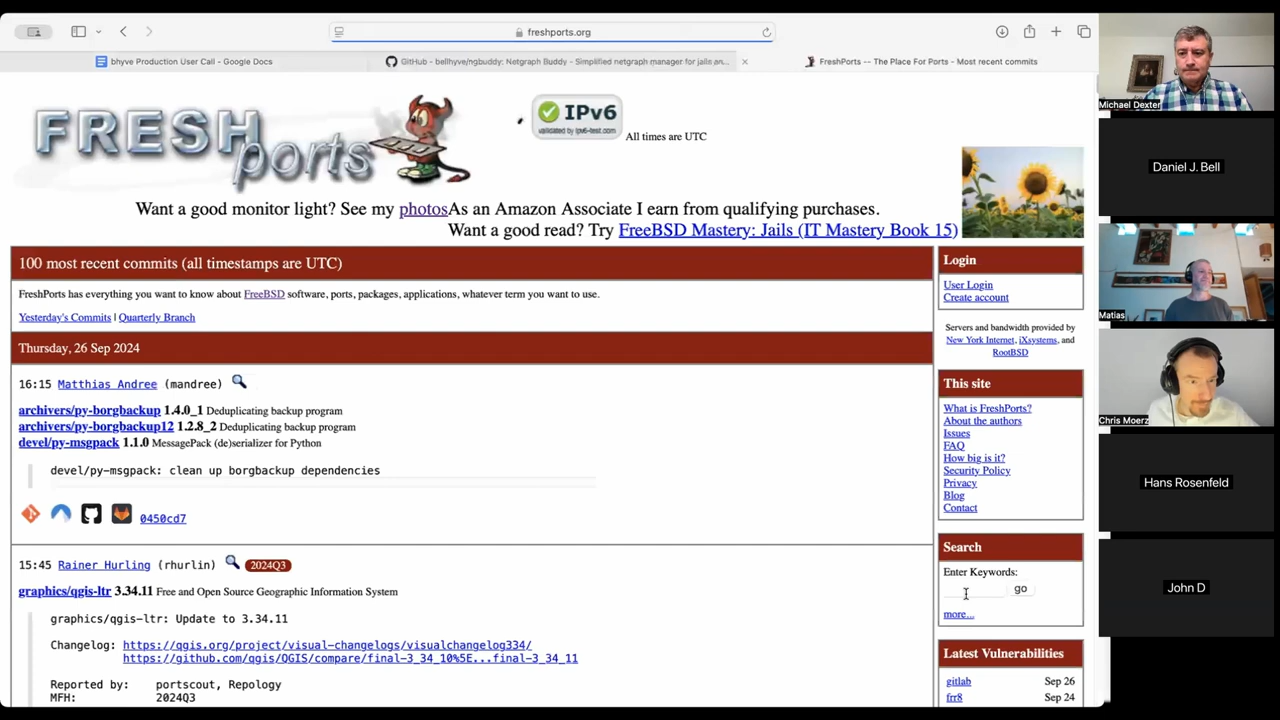 freshports.org
bhyve Production User Call - Google Docs
GitHub - bellhyve/ngbuddy: Netgraph Buddy - Simplified netgraph manager for jails an...
FreshPorts -- The Place For Ports - Most recent commits
FRESH
ports
IPv6
validated by ipv6-test.com
All times are UTC
Want a good monitor light? See my photosAs an Amazon Associate I earn from qualifying purchases.
Want a good read? Try FreeBSD Mastery: Jails (IT Mastery Book 15)
100 most recent commits (all timestamps are UTC)
FreshPorts has everything you want to know about FreeBSD software, ports, packages, applications, whatever term you want to use.
Yesterday's Commits | Quarterly Branch
Thursday, 26 Sep 2024
16:15 Matthias Andree (mandree)
archivers/py-borgbackup 1.4.0_1 Deduplicating backup program
archivers/py-borgbackup12 1.2.8_2 Deduplicating backup program
devel/py-msgpack 1.1.0 MessagePack (de)serializer for Python
devel/py-msgpack: clean up borgbackup dependencies
0450cd7
15:45 Rainer Hurling (rhurlin) 2024Q3
graphics/qgis-ltr 3.34.11 Free and Open Source Geographic Information System
graphics/qgis-ltr: Update to 3.34.11
Changelog: https://qgis.org/project/visual-changelogs/visualchangelog334/
https://github.com/qgis/QGIS/compare/final-3_34_10%5E...final-3_34_11
Reported by: portscout, Repology
MFH: 2024Q3
Login
User Login
Create account
Servers and bandwidth provided by
New York Internet, iXsystems, and
RootBSD
This site
What is FreshPorts?
About the authors
Issues
FAQ
How big is it?
Security Policy
Privacy
Blog
Contact
Search
Enter Keywords:
go
more...
Latest Vulnerabilities
gitlab Sep 26
frr8 Sep 24
Michael Dexter
Daniel J. Bell
Matias
Chris Moerz
Hans Rosenfeld
John D